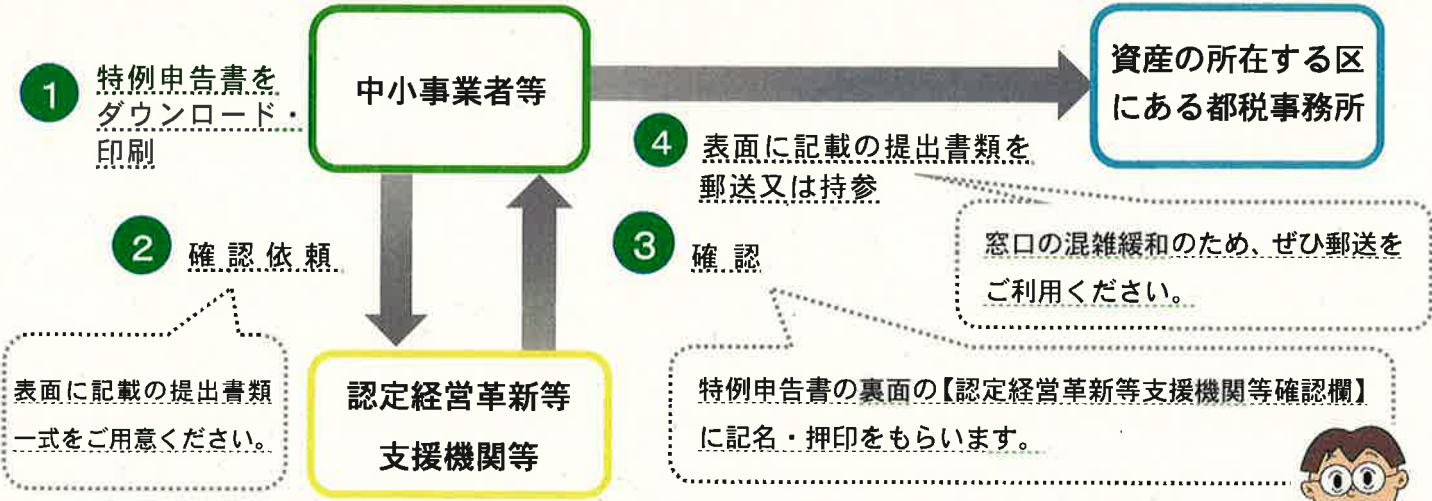 1
特例申告書を
ダウンロード・
印刷
中小事業者等
資産の所在する区
にある都税事務所
2
確認依頼
表面に記載の提出書類
一式をご用意ください。
認定経営革新等
支援機関等
3
確認
特例申告書の裏面の【認定経営革新等支援機関等確認欄】
に記名・押印をもらいます。
4
表面に記載の提出書類を
郵送又は持参
窓口の混雑緩和のため、ぜひ郵送を
ご利用ください。